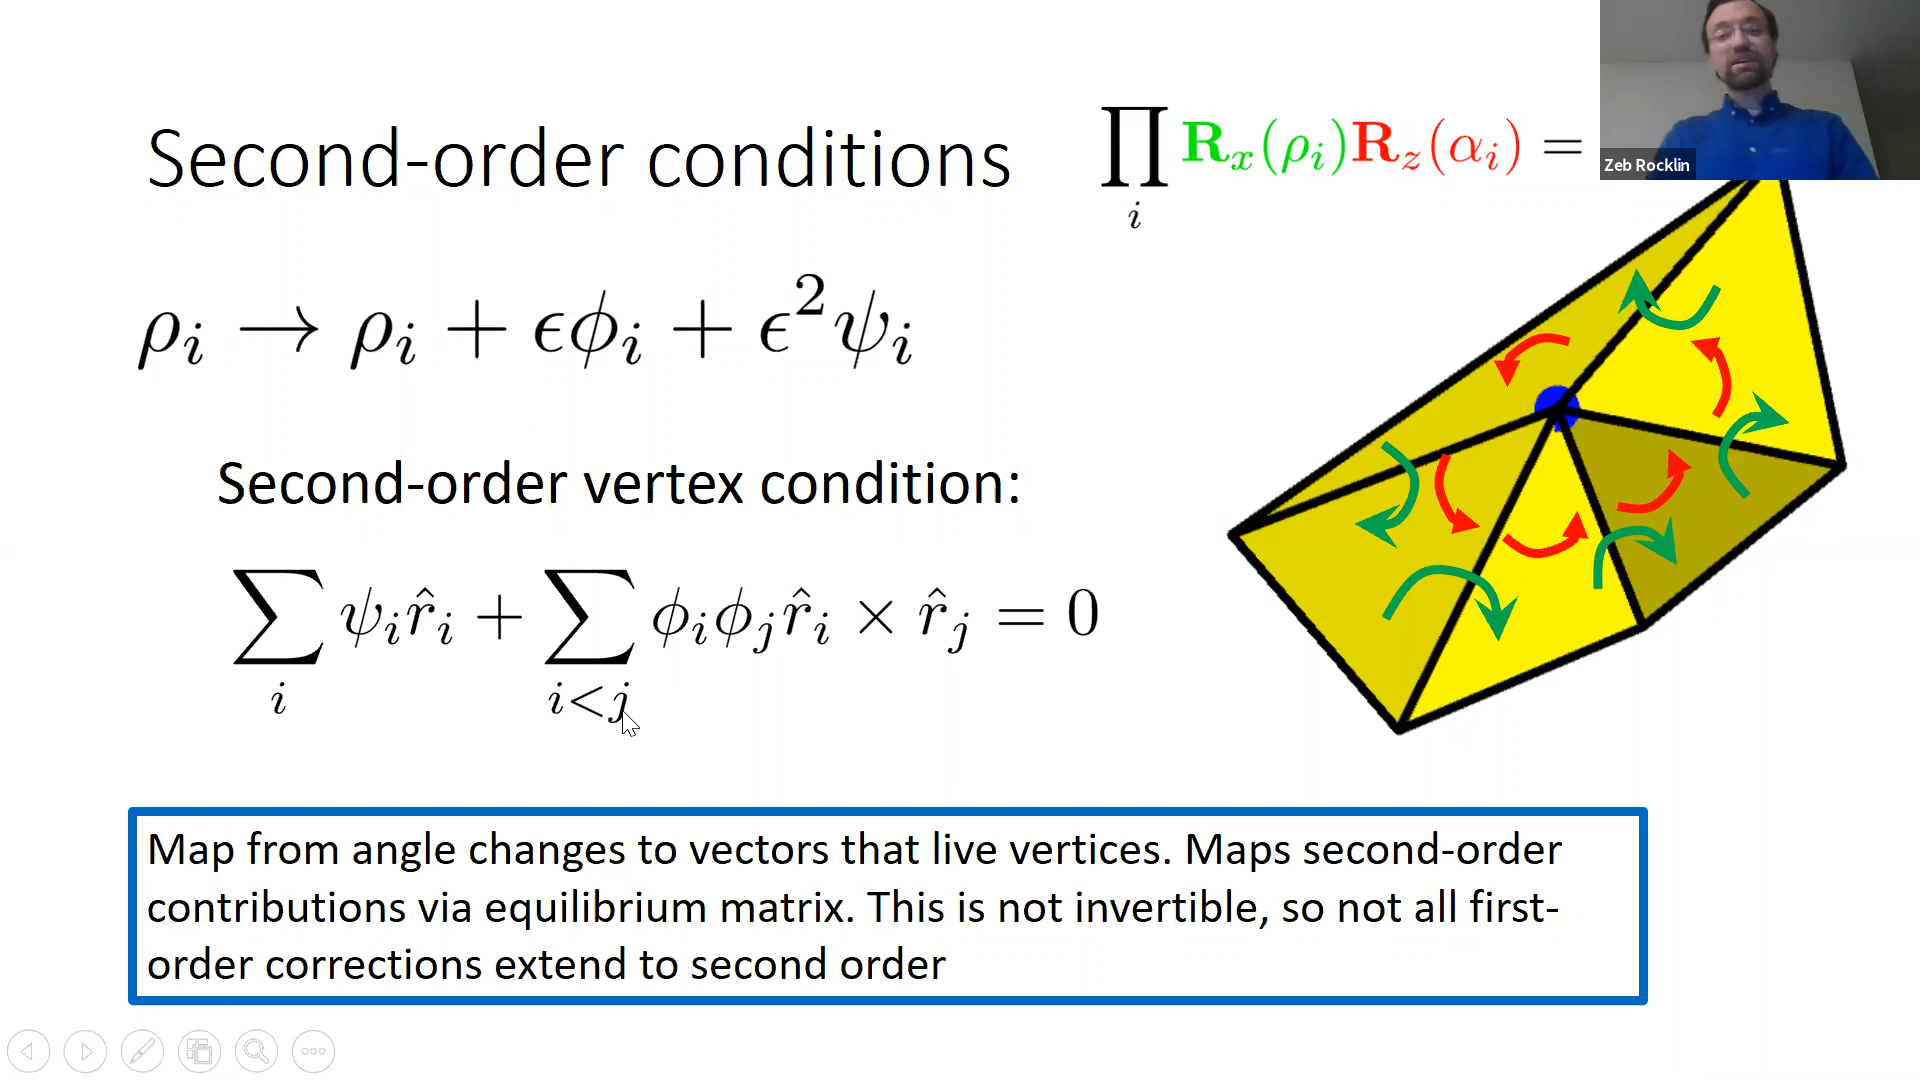 Second-order conditions
∏_i R_x(ρ_i)R_z(α_i) =
Zeb Rocklin
ρ_i → ρ_i + ϵϕ_i + ϵ²ψ_i
Second-order vertex condition:
∑_i ψ_i r̂_i + ∑_{i<j} ϕ_i ϕ_j r̂_i × r̂_j = 0
Map from angle changes to vectors that live vertices. Maps second-order
contributions via equilibrium matrix. This is not invertible, so not all first-
order corrections extend to second order